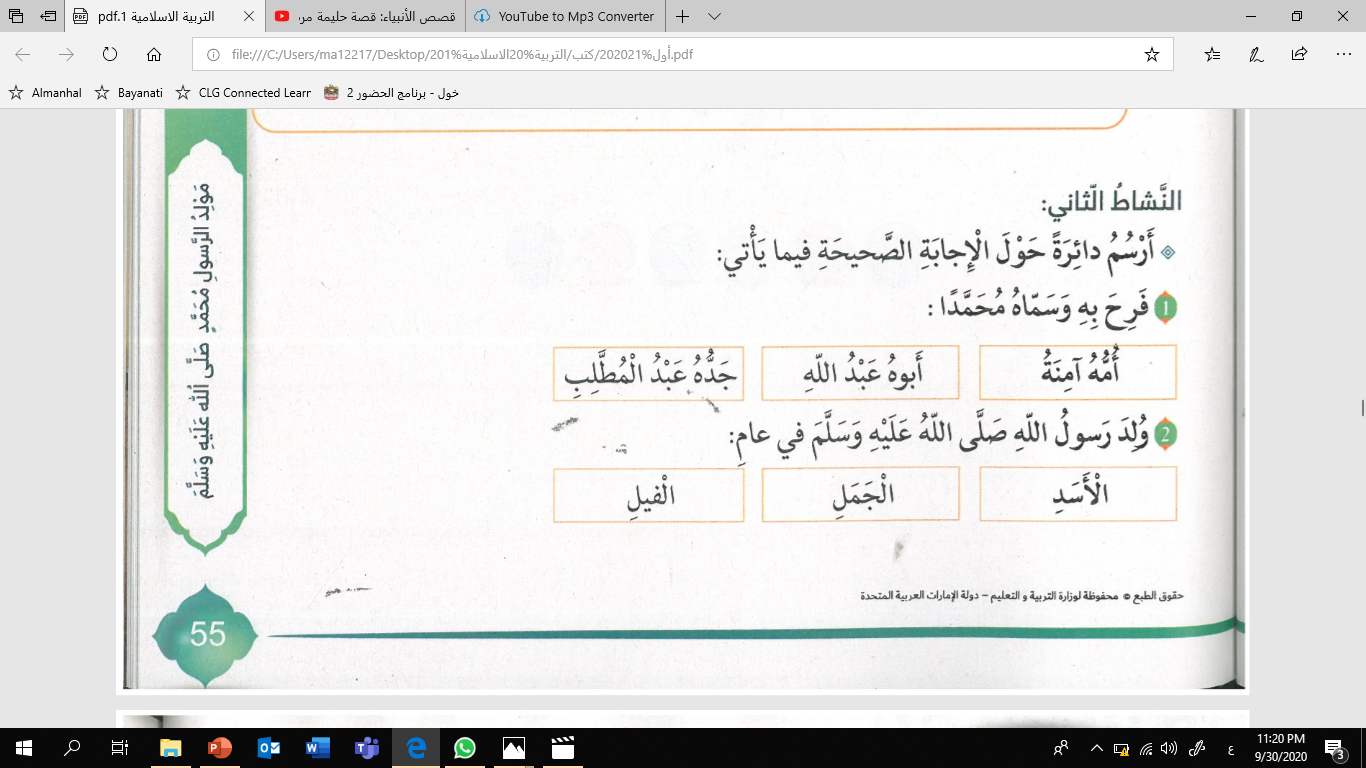 التربية الاسلامية 1.pdf
قصص الأنبياء: قصة حليمة مر
YouTube to Mp3 Converter
file:///C:/Users/ma12217/Desktop/201%كتب/التربية%20الاسلامية/202021%أول.pdf
Almanhal
Bayanati
CLG Connected Learr
خول - برنامج الحضور 2
مَوْلِدُ الرَّسولِ مُحَمَّدٍ صَلَّى اللَّه عَلَيْهِ وَسَلَّمَ
النَّشاطُ الثّاني:
أَرْسُمُ دائِرَةً حَوْلَ الْإِجابَةِ الصَّحيحَةِ فيما يَأْتي:
1 فَرِحَ بِهِ وَسَمّاهُ مُحَمَّدًا :
أُمُّهُ آمِنَةُ
أَبوهُ عَبْدُ اللّهِ
جَدُّهُ عَبْدُ الْمُطَّلِبِ
2 وُلِدَ رَسولُ اللّهِ صَلَّى اللّهُ عَلَيْهِ وَسَلَّمَ في عامِ:
الْأَسَدِ
الْجَمَلِ
الْفيلِ
حقوق الطبع © محفوظة لوزارة التربية و التعليم – دولة الإمارات العربية المتحدة
55
ع
11:20 PM
9/30/2020
3